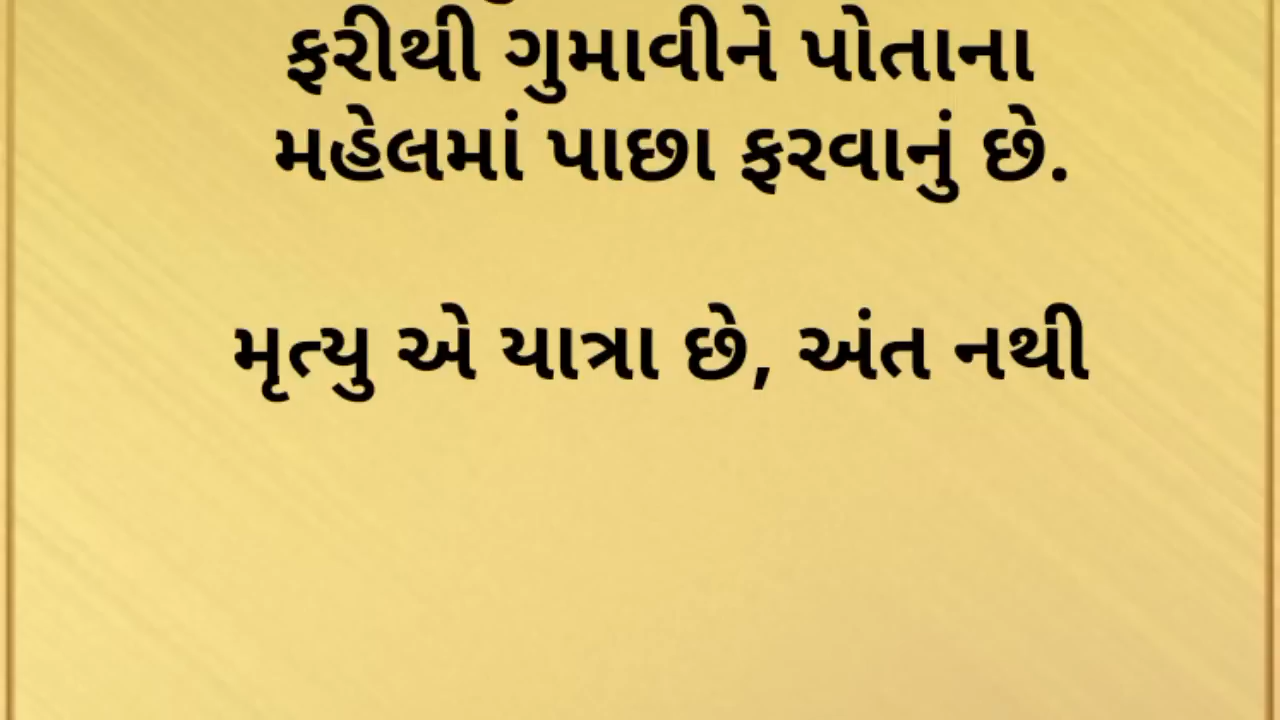 ફરીથી ગુમાવીને પોતાના
મહેલમાં પાછા ફરવાનું છે.
મૃત્યુ એ યાત્રા છે, અંત નથી